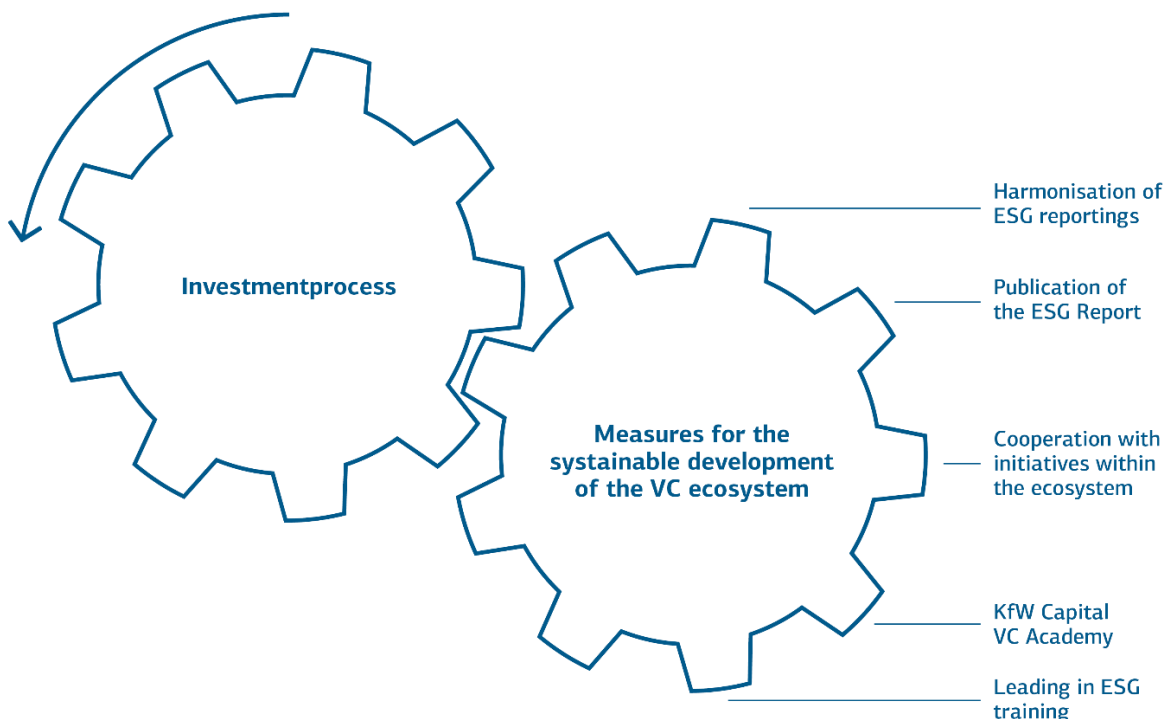 Investmentprocess
Measures for the
systainable development
of the VC ecosystem
Harmonisation of
ESG reportings
Publication of
the ESG Report
Cooperation with
initiatives within
the ecosystem
KfW Capital
VC Academy
Leading in ESG
training